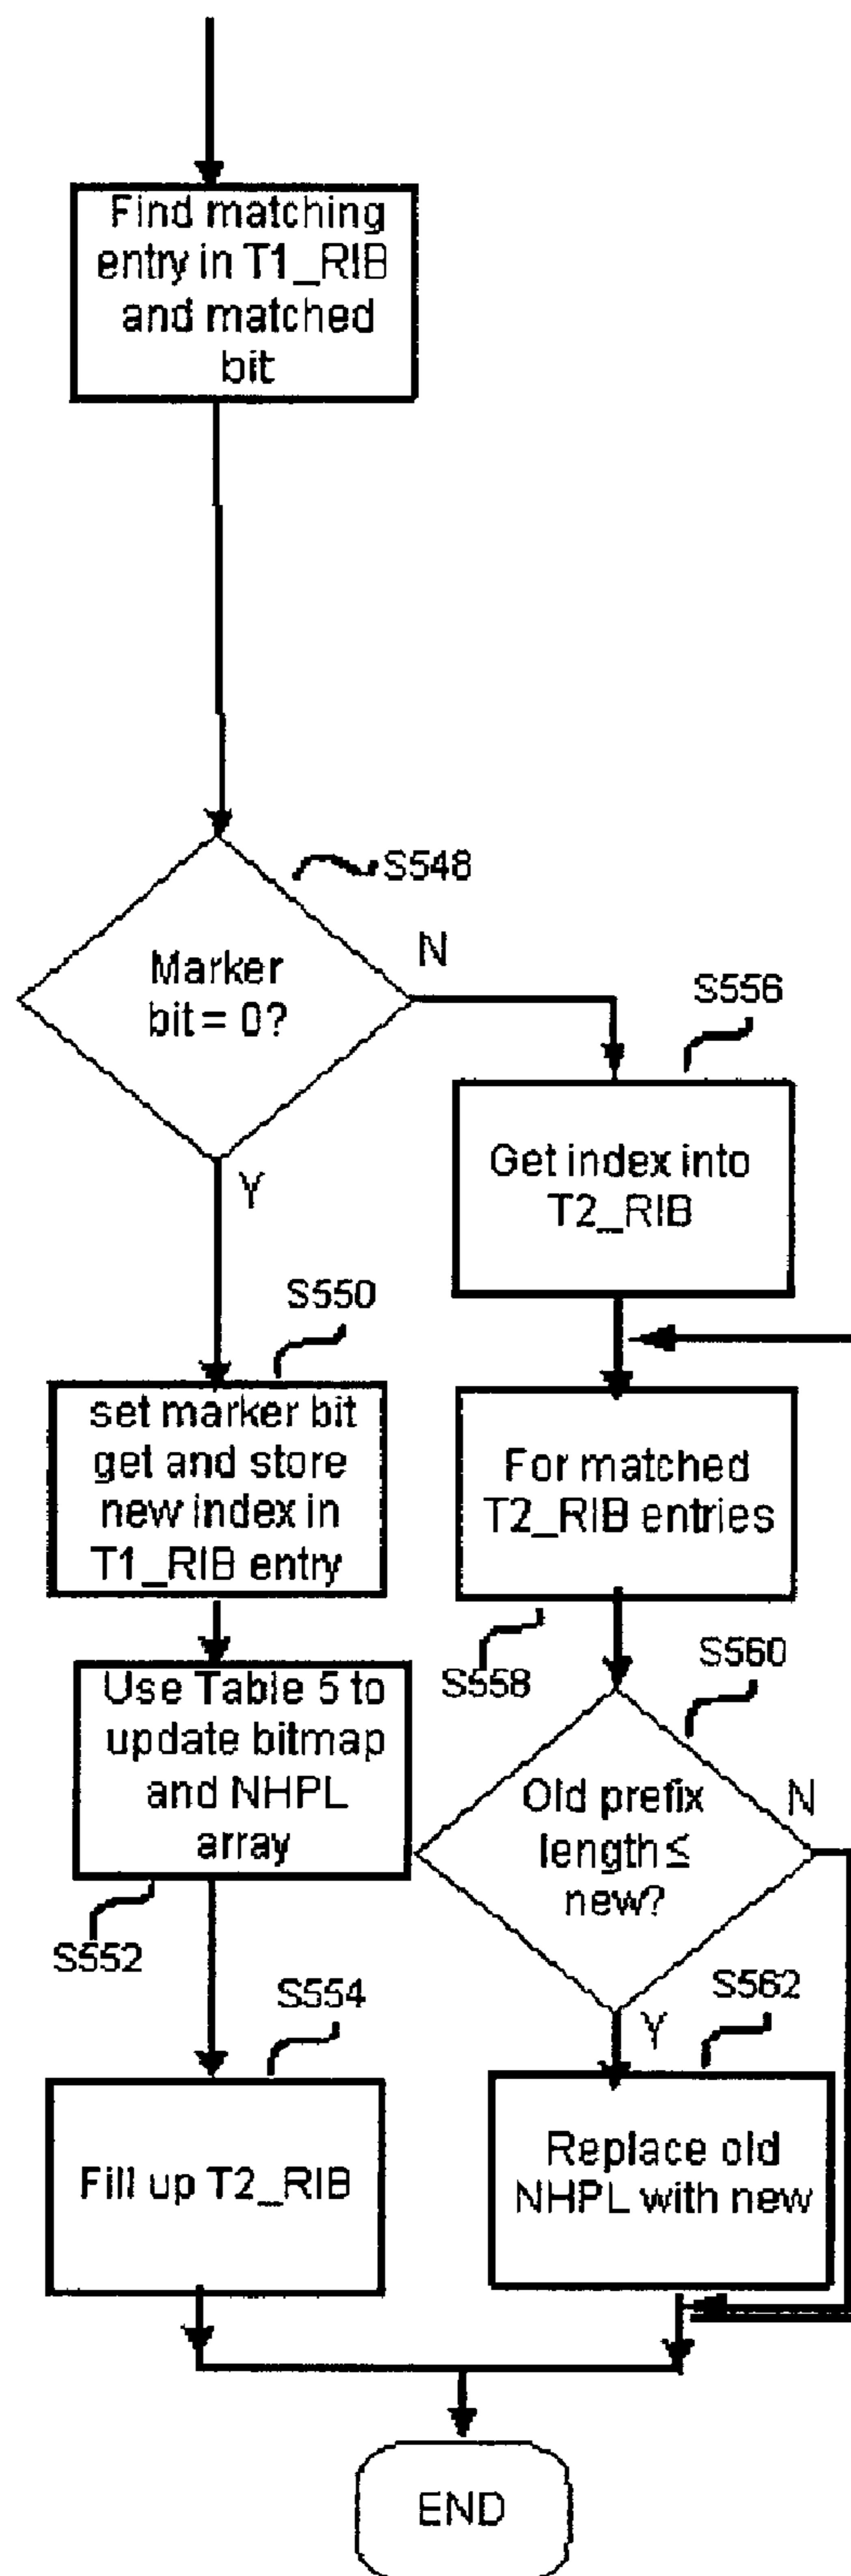 Find matching
entry in T1_RIB
and matched
bit
S548
Marker
bit = 0?
N
Y
S556
Get index into
T2_RIB
S550
set marker bit
get and store
new index in
T1_RIB entry
For matched
T2_RIB entries
S558
S560
Use Table 5 to
update bitmap
and NHPL
array
S552
Old prefix
length ≤
new?
N
Y
S554
Fill up T2_RIB
S562
Replace old
NHPL with new
END